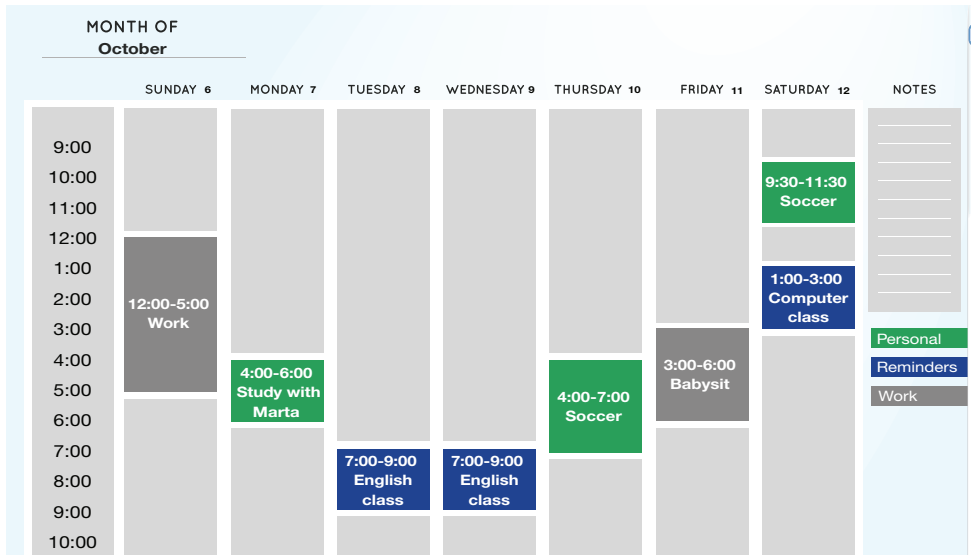 MONTH OF
October
SUNDAY 6 MONDAY 7 TUESDAY 8 WEDNESDAY 9 THURSDAY 10 FRIDAY 11 SATURDAY 12 NOTES
9:00
10:00
11:00
12:00
1:00
2:00
3:00
4:00
5:00
6:00
7:00
8:00
9:00
10:00
12:00-5:00
Work
4:00-6:00
Study with
Marta
7:00-9:00
English
class
7:00-9:00
English
class
4:00-7:00
Soccer
3:00-6:00
Babysit
9:30-11:30
Soccer
1:00-3:00
Computer
class
Personal
Reminders
Work